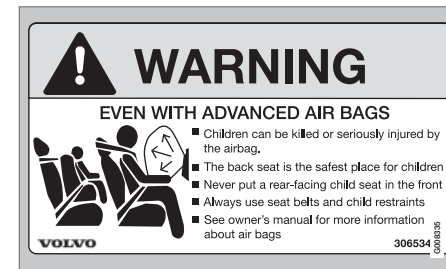 WARNING
EVEN WITH ADVANCED AIR BAGS
■ Children can be killed or seriously injured by
the airbag.
■ The back seat is the safest place for children
■ Never put a rear-facing child seat in the front
■ Always use seat belts and child restraints
■ See owner's manual for more information
about air bags
VOLVO
306534
G008335